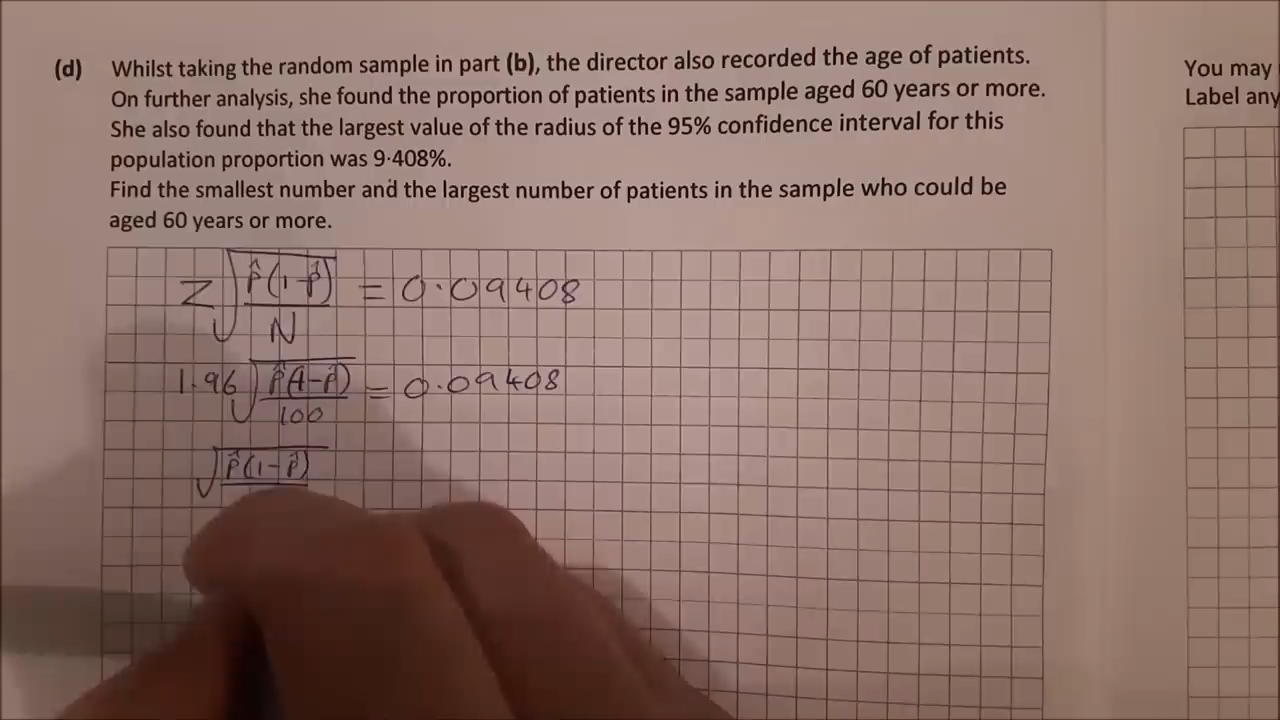 (d) Whilst taking the random sample in part (b), the director also recorded the age of patients.
On further analysis, she found the proportion of patients in the sample aged 60 years or more.
She also found that the largest value of the radius of the 95% confidence interval for this
population proportion was 9·408%.
Find the smallest number and the largest number of patients in the sample who could be
aged 60 years or more.
You may
Label any
Z√(p̂(1-p̂)/N) = 0.09408
1.96√(p̂(1-p̂)/100) = 0.09408
√(p̂(1-p̂)